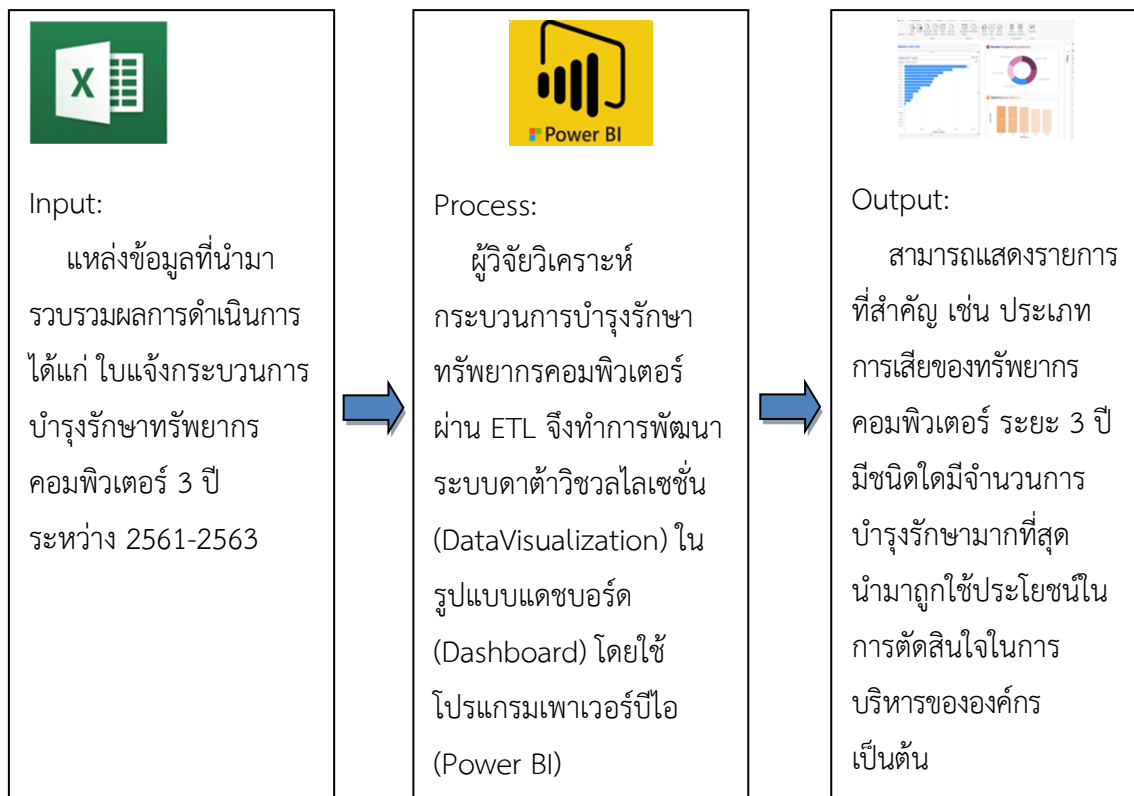 X
Power BI
Input:
แหล่งข้อมูลที่นำมา
รวบรวมผลการดำเนินการ
ได้แก่ ใบแจ้งกระบวนการ
บำรุงรักษาทรัพยากร
คอมพิวเตอร์ 3 ปี
ระหว่าง 2561-2563
Process:
ผู้วิจัยวิเคราะห์
กระบวนการบำรุงรักษา
ทรัพยากรคอมพิวเตอร์
ผ่าน ETL จึงทำการพัฒนา
ระบบดาต้าวิชวลไลเซชั่น
(DataVisualization) ใน
รูปแบบแดชบอร์ด
(Dashboard) โดยใช้
โปรแกรมเพาเวอร์บีไอ
(Power BI)
Output:
สามารถแสดงรายการ
ที่สำคัญ เช่น ประเภท
การเสียของทรัพยากร
คอมพิวเตอร์ ระยะ 3 ปี
มีชนิดใดมีจำนวนการ
บำรุงรักษามากที่สุด
นำมาถูกใช้ประโยชน์ใน
การตัดสินใจในการ
บริหารขององค์กร
เป็นต้น